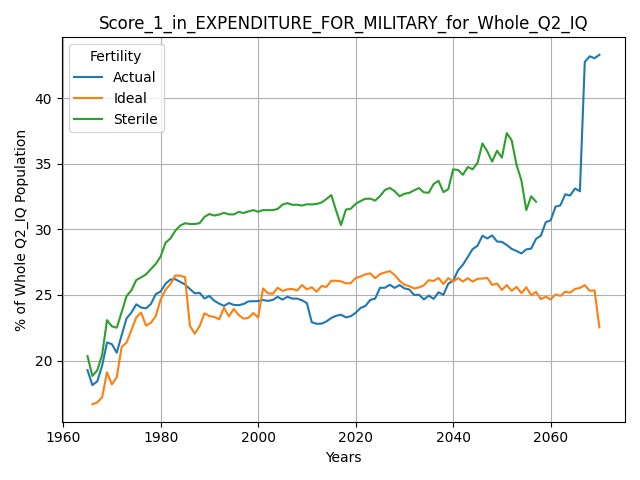 Score_1_in_EXPENDITURE_FOR_MILITARY_for_Whole_Q2_IQ
Fertility
Actual
Ideal
Sterile
% of Whole Q2_IQ Population
40
35
30
25
20
1960
1980
2000
2020
2040
2060
Years